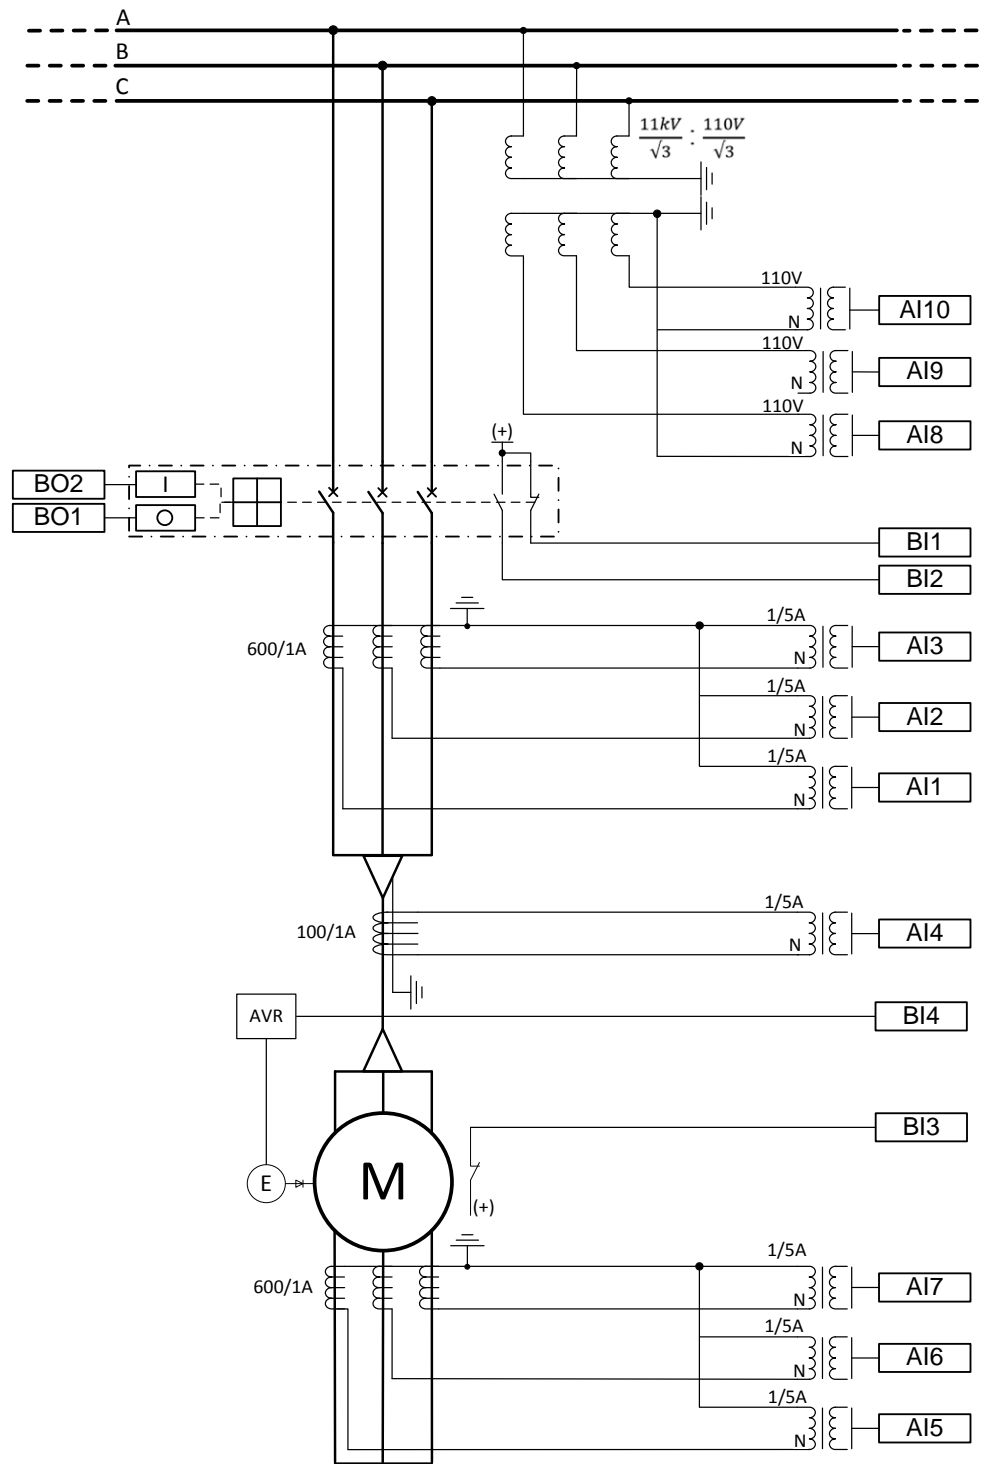 A
B
C
11kV/√3 : 110V/√3
110V
N
AI10
110V
N
AI9
110V
N
AI8
(+)
BO2
I
BO1
O
BI1
BI2
600/1A
1/5A
N
AI3
1/5A
N
AI2
1/5A
N
AI1
100/1A
1/5A
N
AI4
AVR
BI4
BI3
E
M
(+)
600/1A
1/5A
N
AI7
1/5A
N
AI6
1/5A
N
AI5